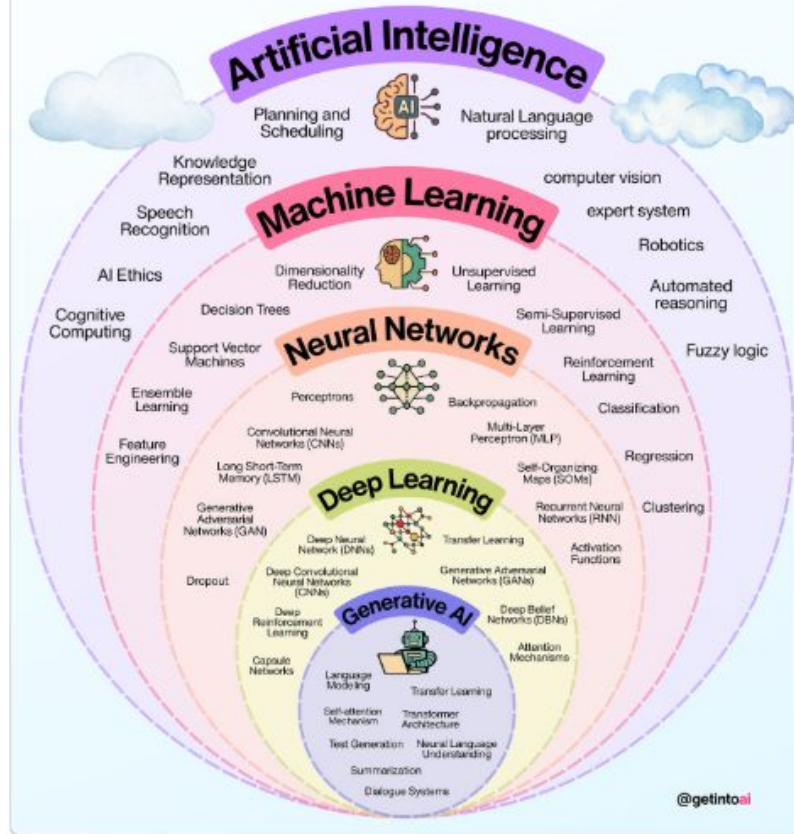 Artificial Intelligence
AI
Planning and
Scheduling
Natural Language
processing
Knowledge
Representation
computer vision
Speech
Recognition
expert system
Robotics
AI Ethics
Automated
reasoning
Cognitive
Computing
Fuzzy logic
Machine Learning
Dimensionality
Reduction
Unsupervised
Learning
Decision Trees
Semi-Supervised
Learning
Support Vector
Machines
Reinforcement
Learning
Ensemble
Learning
Classification
Feature
Engineering
Regression
Clustering
Neural Networks
Perceptrons
Backpropagation
Convolutional Neural
Networks (CNNs)
Multi-Layer
Perceptron (MLP)
Long Short-Term
Memory (LSTM)
Self-Organizing
Maps (SOMs)
Generative
Adversarial
Networks (GAN)
Recurrent Neural
Networks (RNN)
Activation
Functions
Dropout
Deep Learning
Deep Neural
Network (DNNs)
Transfer Learning
Deep Convolutional
Neural Networks
(CNNs)
Generative Adversarial
Networks (GANs)
Deep
Reinforcement
Learning
Deep Belief
Networks (DBNs)
Capsule
Networks
Attention
Mechanisms
Generative AI
Language
Modeling
Transfer Learning
Self-attention
Mechanism
Transformer
Architecture
Test Generation
Neural Language
Understanding
Summarization
Dialogue Systems
@getintoai